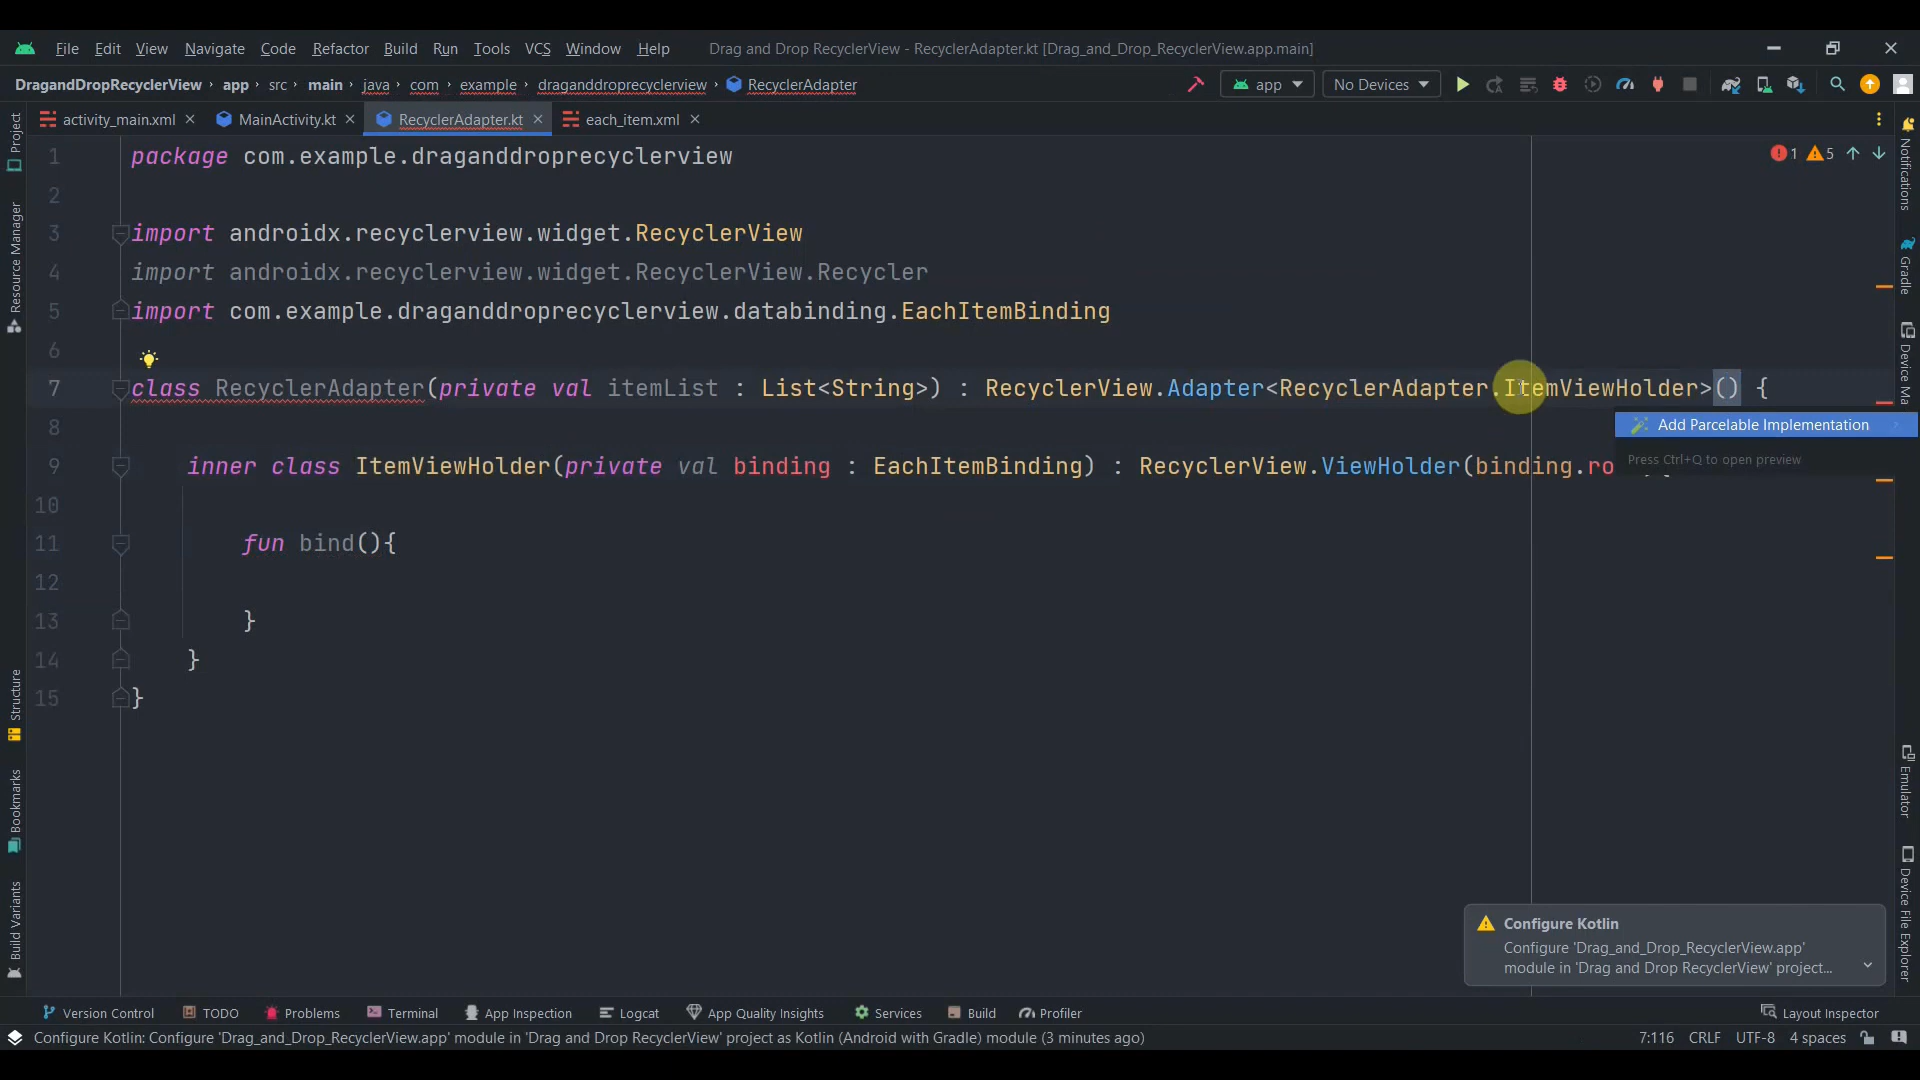 File Edit View Navigate Code Refactor Build Run Tools VCS Window Help Drag and Drop RecyclerView - RecyclerAdapter.kt [Drag_and_Drop_RecyclerView.app.main]
DragandDropRecyclerView app src main java com example draganddroprecyclerview RecyclerAdapter app No Devices
activity_main.xml MainActivity.kt RecyclerAdapter.kt each_item.xml
1 package com.example.draganddroprecyclerview
1 5
2
3 import androidx.recyclerview.widget.RecyclerView
4 import androidx.recyclerview.widget.RecyclerView.Recycler
5 import com.example.draganddroprecyclerview.databinding.EachItemBinding
6
7 class RecyclerAdapter(private val itemList : List<String>) : RecyclerView.Adapter<RecyclerAdapter.ItemViewHolder>() {
8
Add Parcelable Implementation
Press Ctrl+Q to open preview
9 inner class ItemViewHolder(private val binding : EachItemBinding) : RecyclerView.ViewHolder(binding.ro
10
11 fun bind(){
12
13 }
14 }
15 }
Project
Resource Manager
Structure
Bookmarks
Build Variants
Notifications
Gradle
Device Ma
Emulator
Device File Explorer
Configure Kotlin
Configure 'Drag_and_Drop_RecyclerView.app'
module in 'Drag and Drop RecyclerView' project...
Version Control TODO Problems Terminal App Inspection Logcat App Quality Insights Services Build Profiler Layout Inspector
Configure Kotlin: Configure 'Drag_and_Drop_RecyclerView.app' module in 'Drag and Drop RecyclerView' project as Kotlin (Android with Gradle) module (3 minutes ago) 7:116 CRLF UTF-8 4 spaces